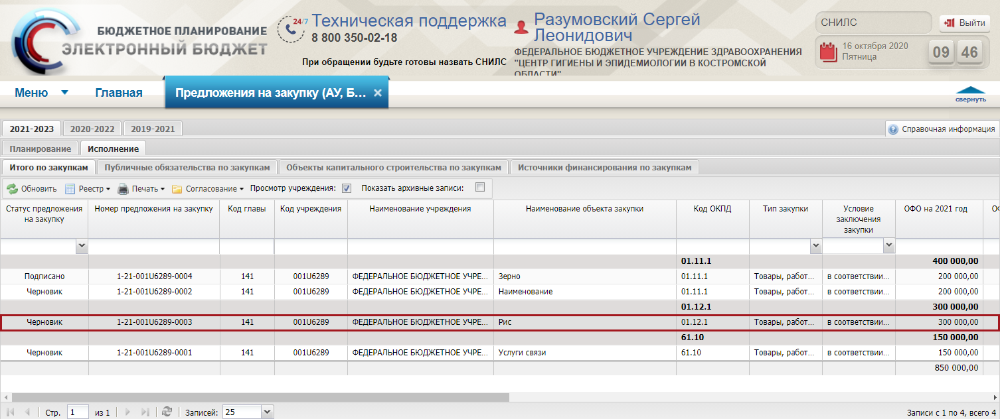 БЮДЖЕТНОЕ ПЛАНИРОВАНИЕ
ЭЛЕКТРОННЫЙ БЮДЖЕТ
24/7
Техническая поддержка
8 800 350-02-18
При обращении будьте готовы назвать СНИЛС
Разумовский Сергей
Леонидович
ФЕДЕРАЛЬНОЕ БЮДЖЕТНОЕ УЧРЕЖДЕНИЕ ЗДРАВООХРАНЕНИЯ
"ЦЕНТР ГИГИЕНЫ И ЭПИДЕМИОЛОГИИ В КОСТРОМСКОЙ
ОБЛАСТИ"
СНИЛС
Выйти
16 октября 2020
Пятница
09 46
Меню Главная Предложения на закупку (АУ, Б... ×
свернуть
2021-2023 2020-2022 2019-2021 Справочная информация
Планирование Исполнение
Итого по закупкам Публичные обязательства по закупкам Объекты капитального строительства по закупкам Источники финансирования по закупкам
Обновить Реестр Печать Согласование Просмотр учреждения: Показать архивные записи:
Статус предложения на закупку Номер предложения на закупку Код главы Код учреждения Наименование учреждения Наименование объекта закупки Код ОКПД Тип закупки Условие заключения закупки ОФО на 2021 год ОФ
01.11.1 400 000,00
Подписано 1-21-001U6289-0004 141 001U6289 ФЕДЕРАЛЬНОЕ БЮДЖЕТНОЕ УЧРЕ... Зерно 01.11.1 Товары, работ... в соответствии... 200 000,00
Черновик 1-21-001U6289-0002 141 001U6289 ФЕДЕРАЛЬНОЕ БЮДЖЕТНОЕ УЧРЕ... Наименование 01.11.1 Товары, работ... в соответствии... 200 000,00
01.12.1 300 000,00
Черновик 1-21-001U6289-0003 141 001U6289 ФЕДЕРАЛЬНОЕ БЮДЖЕТНОЕ УЧРЕ... Рис 01.12.1 Товары, работ... в соответствии... 300 000,00
61.10 150 000,00
Черновик 1-21-001U6289-0001 141 001U6289 ФЕДЕРАЛЬНОЕ БЮДЖЕТНОЕ УЧРЕ... Услуги связи 61.10 Товары, работ... в соответствии... 150 000,00
850 000,00
Стр. 1 из 1 Записей: 25 Записи с 1 по 4, всего 4